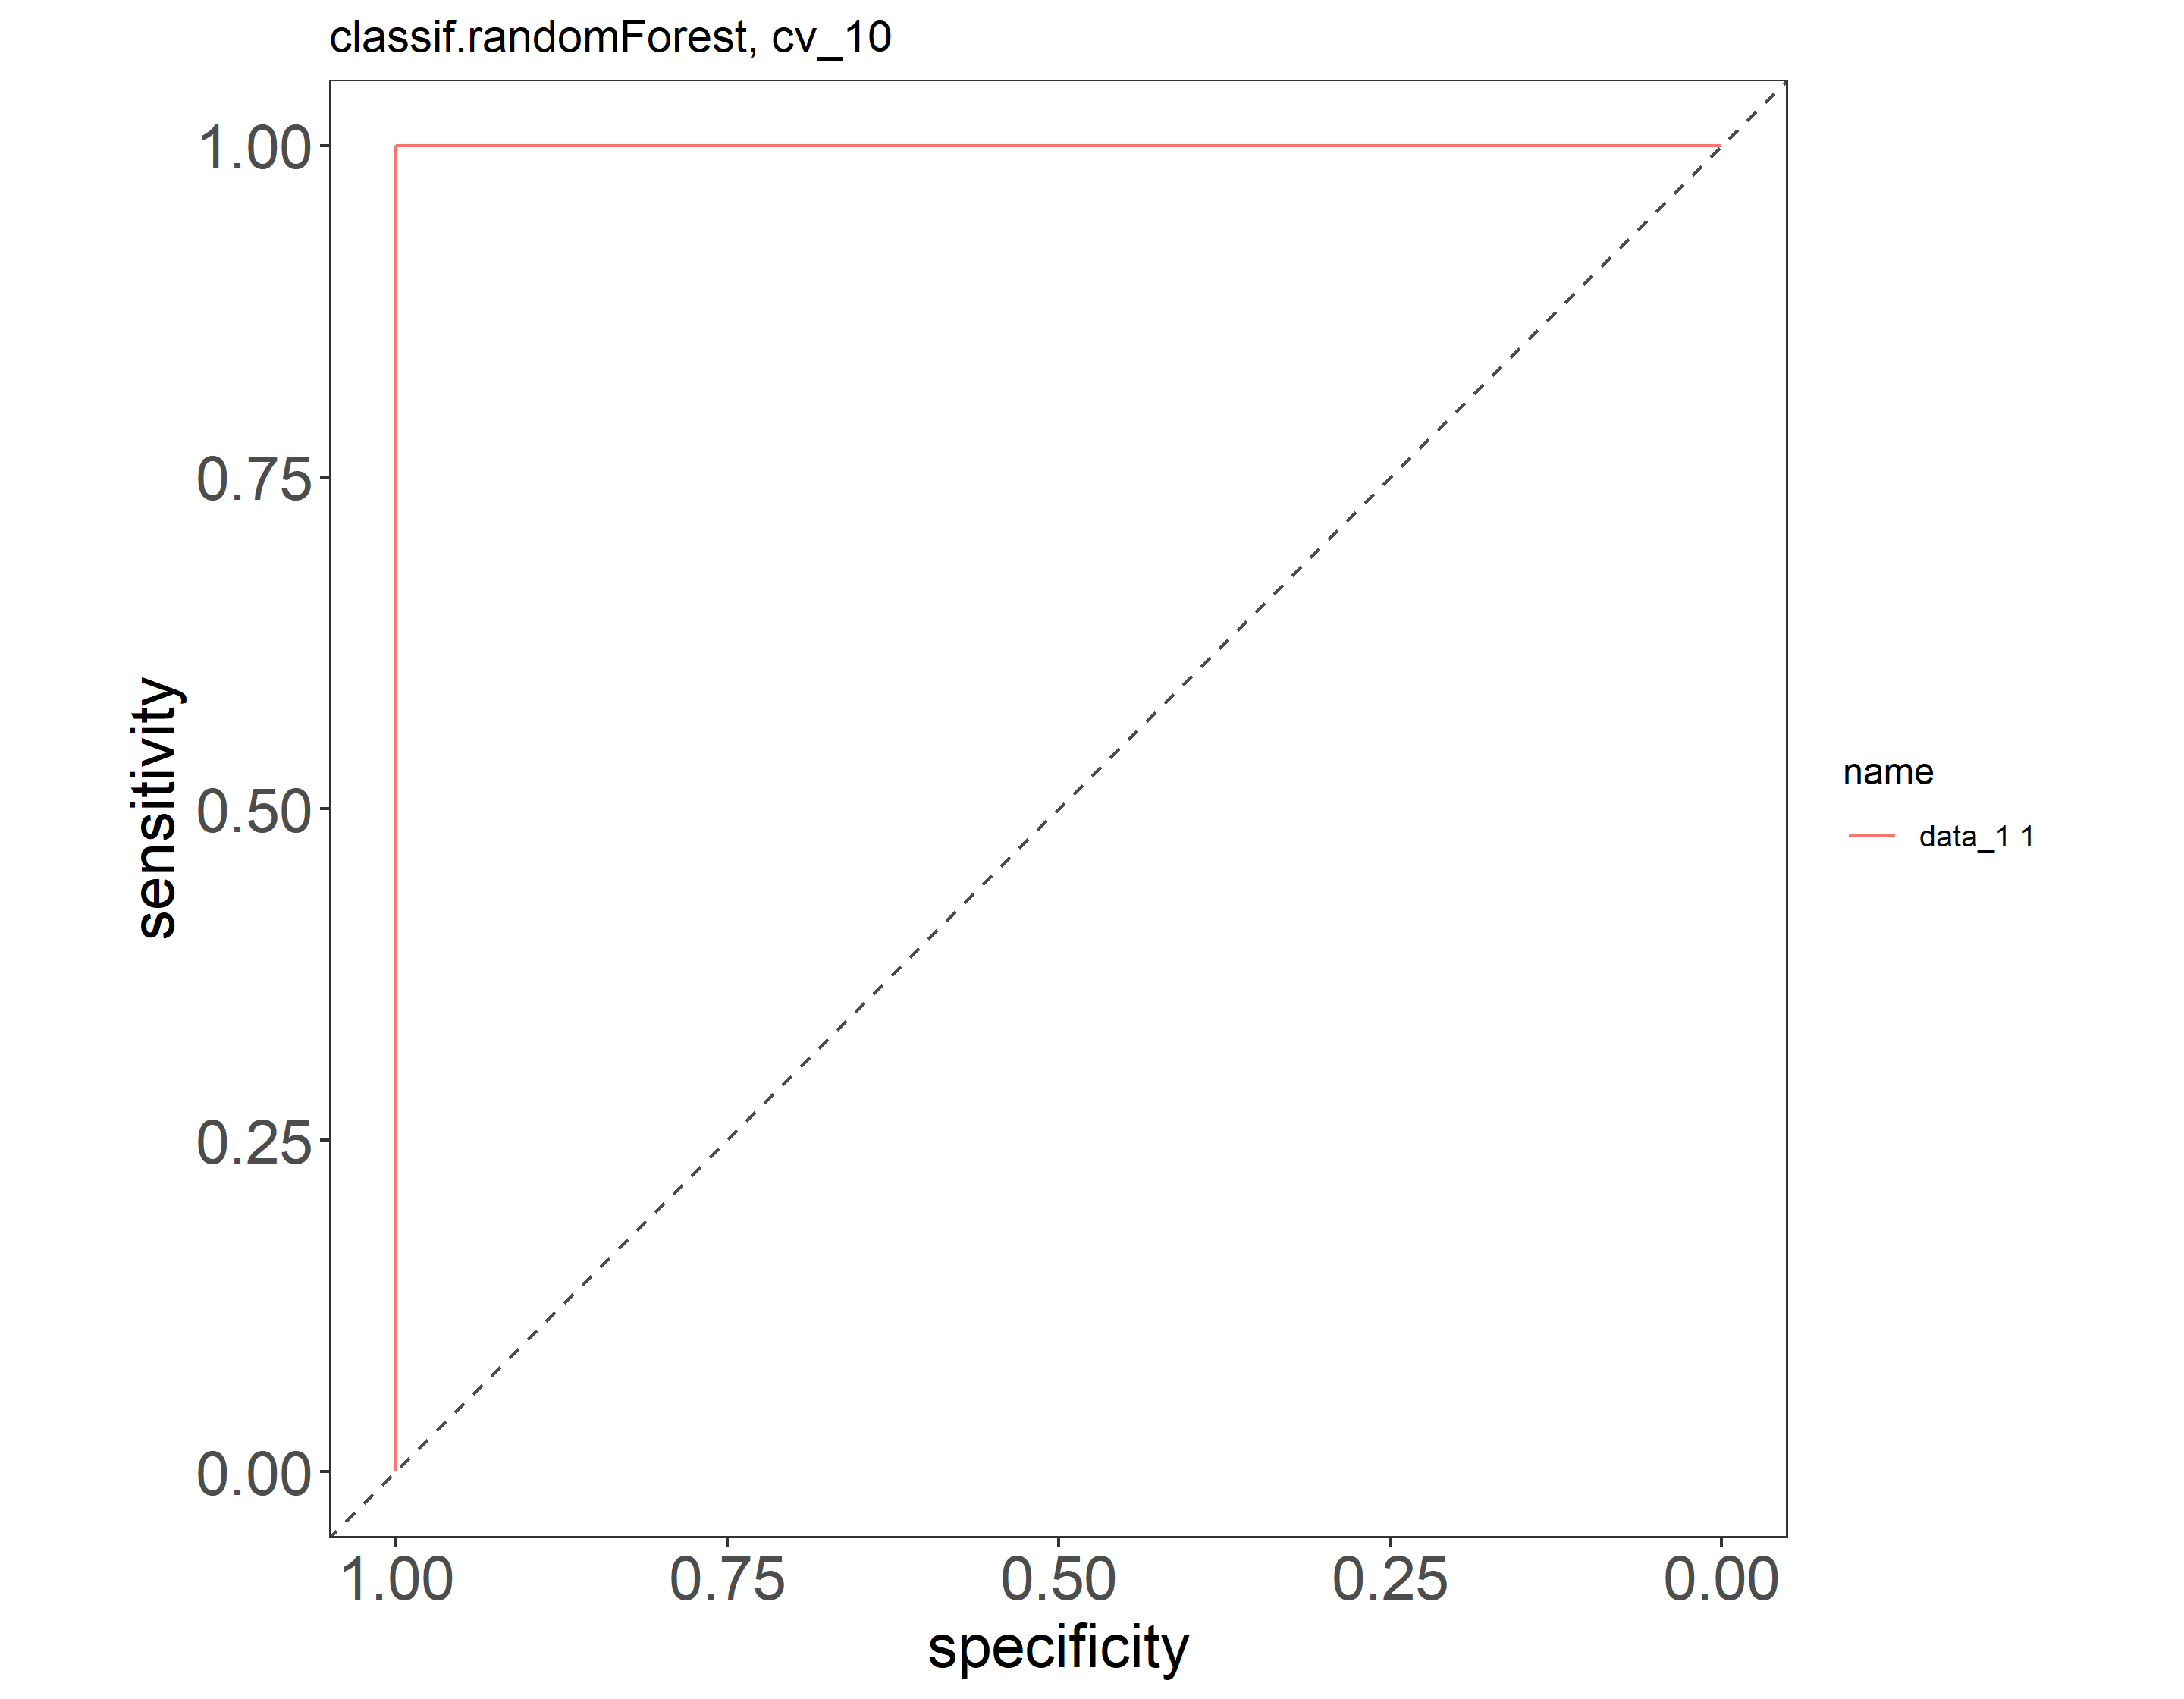 classif.randomForest, cv_10
1.00
0.75
0.50
0.25
0.00
sensitivity
1.00 0.75 0.50 0.25 0.00
specificity
name
data_1 1